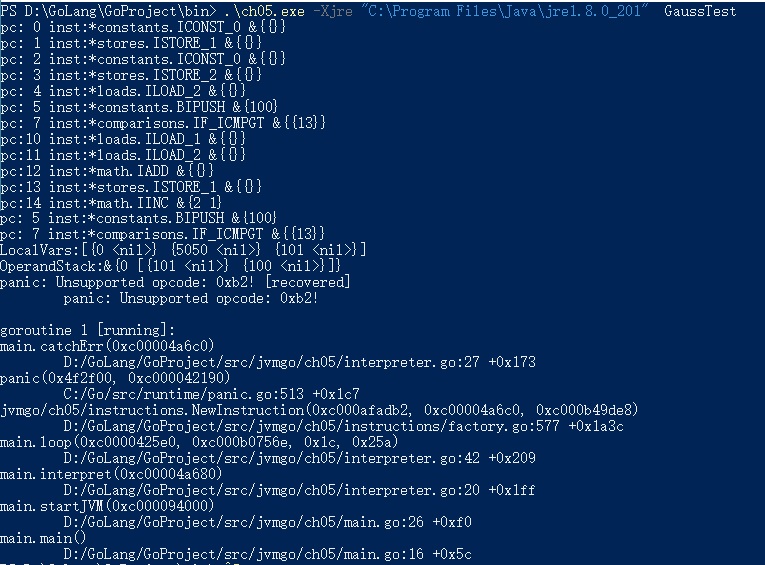 PS D:\GoLang\GoProject\bin> .\ch05.exe -Xjre "C:\Program Files\Java\jre1.8.0_201"  GaussTest
pc: 0 inst:*constants.ICONST_0 &{{}}
pc: 1 inst:*stores.ISTORE_1 &{{}}
pc: 2 inst:*constants.ICONST_0 &{{}}
pc: 3 inst:*stores.ISTORE_2 &{{}}
pc: 4 inst:*loads.ILOAD_2 &{{}}
pc: 5 inst:*constants.BIPUSH &{100}
pc: 7 inst:*comparisons.IF_ICMPGT &{{13}}
pc:10 inst:*loads.ILOAD_1 &{{}}
pc:11 inst:*loads.ILOAD_2 &{{}}
pc:12 inst:*math.IADD &{{}}
pc:13 inst:*stores.ISTORE_1 &{{}}
pc:14 inst:*math.IINC &{2 1}
pc: 5 inst:*constants.BIPUSH &{100}
pc: 7 inst:*comparisons.IF_ICMPGT &{{13}}
LocalVars:[{0 <nil>} {5050 <nil>} {101 <nil>}]
OperandStack:&{0 [{101 <nil>} {100 <nil>}]}
panic: Unsupported opcode: 0xb2! [recovered]
panic: Unsupported opcode: 0xb2!
goroutine 1 [running]:
main.catchErr(0xc00004a6c0)
D:/GoLang/GoProject/src/jvmgo/ch05/interpreter.go:27 +0x173
panic(0x4f2f00, 0xc000042190)
C:/Go/src/runtime/panic.go:513 +0x1c7
jvmgo/ch05/instructions.NewInstruction(0xc000afadb2, 0xc00004a6c0, 0xc000b49de8)
D:/GoLang/GoProject/src/jvmgo/ch05/instructions/factory.go:577 +0x1a3c
main.loop(0xc0000425e0, 0xc000b0756e, 0x1c, 0x25a)
D:/GoLang/GoProject/src/jvmgo/ch05/interpreter.go:42 +0x209
main.interpret(0xc00004a680)
D:/GoLang/GoProject/src/jvmgo/ch05/interpreter.go:20 +0x1ff
main.startJVM(0xc000094000)
D:/GoLang/GoProject/src/jvmgo/ch05/main.go:26 +0xf0
main.main()
D:/GoLang/GoProject/src/jvmgo/ch05/main.go:16 +0x5c